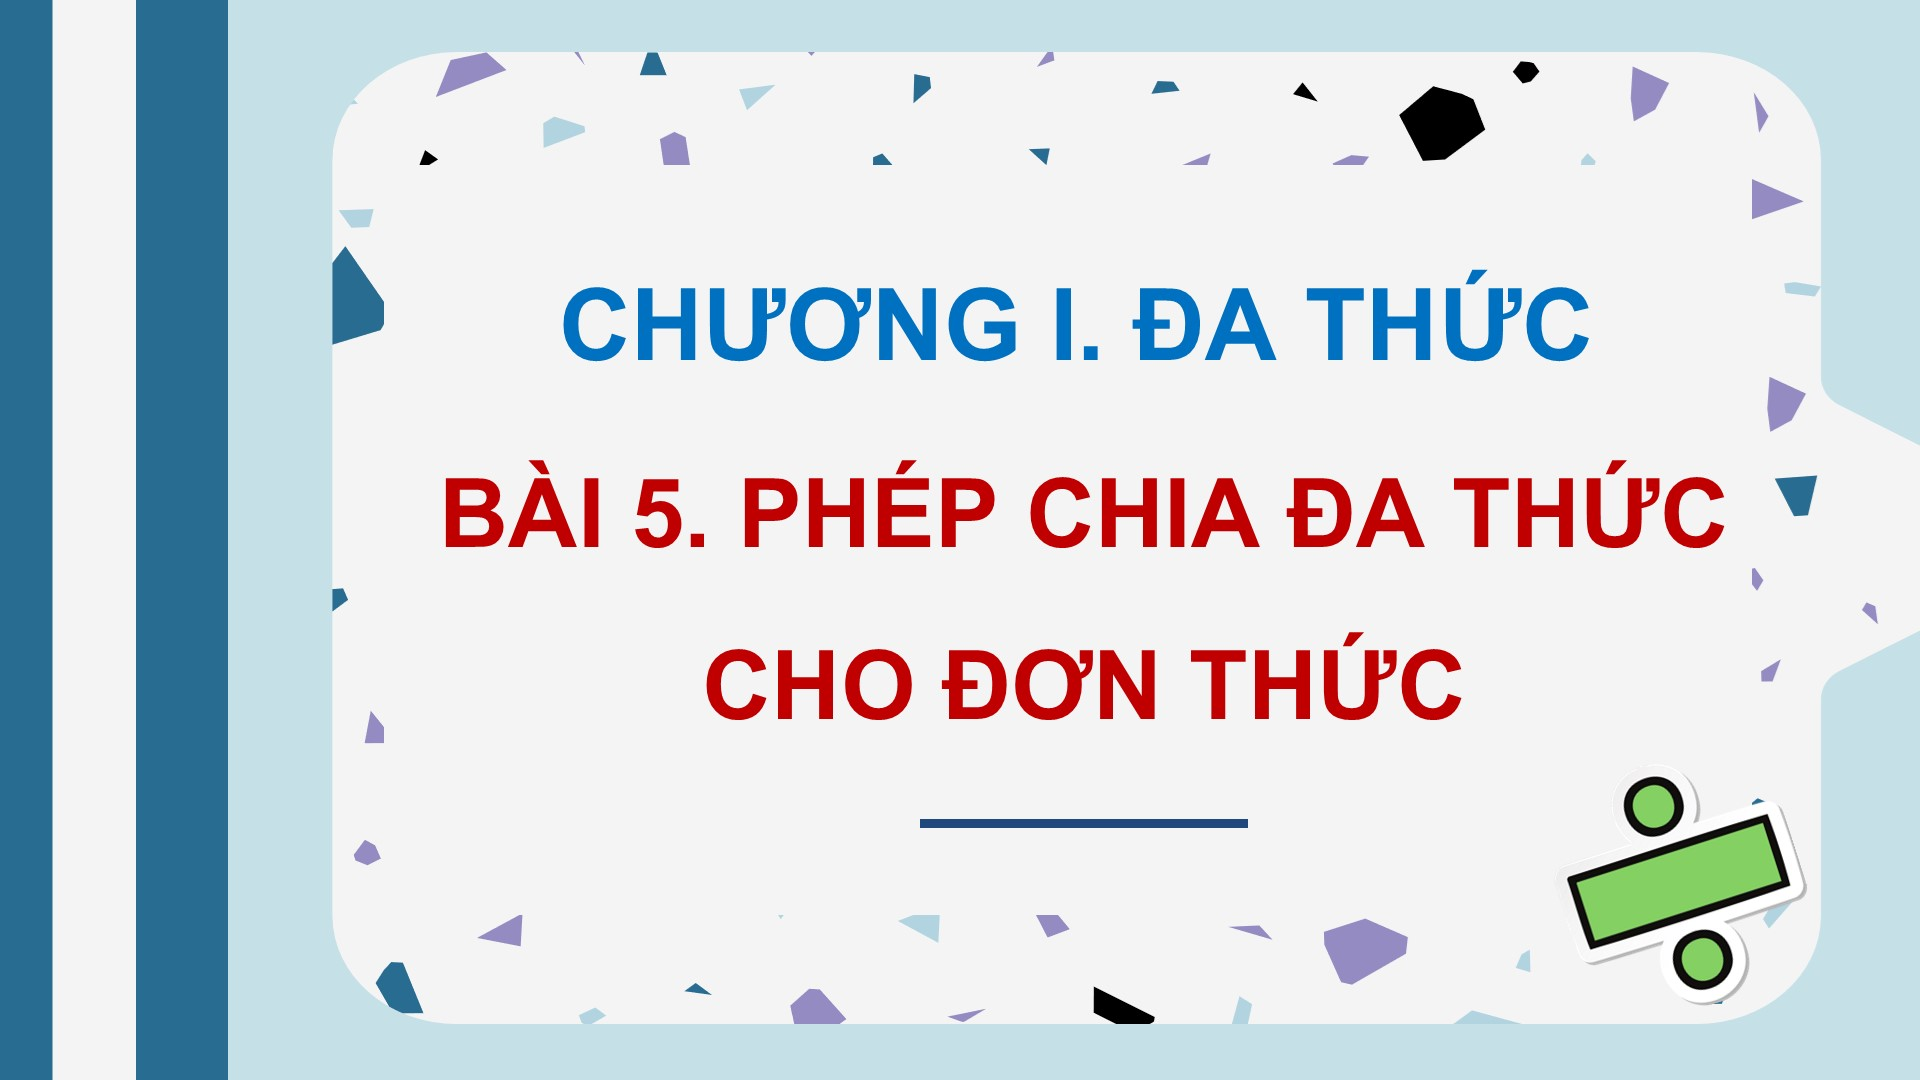 CHƯƠNG I. ĐA THỨC
BÀI 5. PHÉP CHIA ĐA THỨC
CHO ĐƠN THỨC